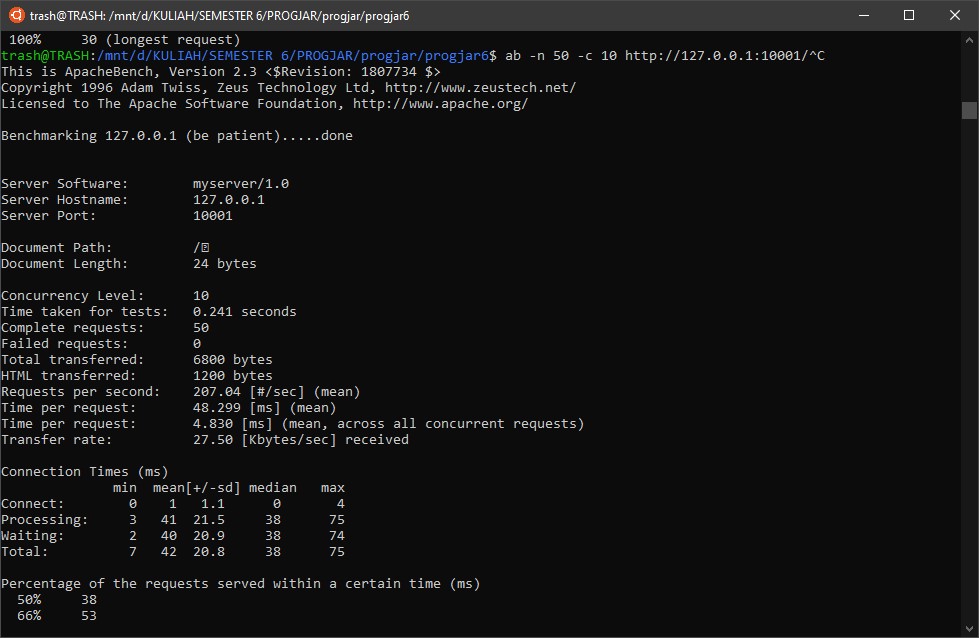 trash@TRASH: /mnt/d/KULIAH/SEMESTER 6/PROGJAR/progjar/progjar6
100%     30 (longest request)
trash@TRASH:/mnt/d/KULIAH/SEMESTER 6/PROGJAR/progjar/progjar6$ ab -n 50 -c 10 http://127.0.0.1:10001/^C
This is ApacheBench, Version 2.3 <$Revision: 1807734 $>
Copyright 1996 Adam Twiss, Zeus Technology Ltd, http://www.zeustech.net/
Licensed to The Apache Software Foundation, http://www.apache.org/
Benchmarking 127.0.0.1 (be patient).....done
Server Software:        myserver/1.0
Server Hostname:        127.0.0.1
Server Port:            10001
Document Path:          /
Document Length:        24 bytes
Concurrency Level:      10
Time taken for tests:   0.241 seconds
Complete requests:      50
Failed requests:        0
Total transferred:      6800 bytes
HTML transferred:       1200 bytes
Requests per second:    207.04 [#/sec] (mean)
Time per request:       48.299 [ms] (mean)
Time per request:       4.830 [ms] (mean, across all concurrent requests)
Transfer rate:          27.50 [Kbytes/sec] received
Connection Times (ms)
              min  mean[+/-sd] median   max
Connect:        0    1   1.1      0       4
Processing:     3   41  21.5     38      75
Waiting:        2   40  20.9     38      74
Total:          7   42  20.8     38      75
Percentage of the requests served within a certain time (ms)
  50%     38
  66%     53